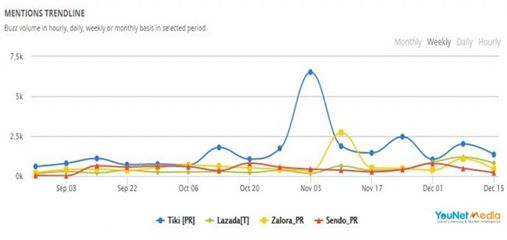 MENTIONS TRENDLINE
Buzz volume in hourly, daily, weekly or monthly basis in selected period.
Monthly Weekly Daily Hourly
7.5k
5k
2.5k
0k
Sep 08 Sep 22 Oct 06 Oct 20 Nov 03 Nov 17 Dec 01 Dec 15
Tiki [PR] Lazada[T] Zalora_PR Sendo_PR
YouNet Media